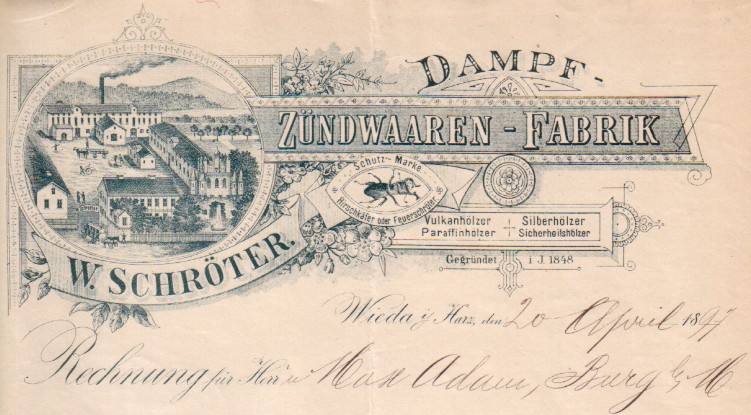 DAMPF-
ZÜNDWAAREN-FABRIK
Schutz-Marke
Hirschkäfer oder Feuerschröter
Vulkanhölzer Silberhölzer
Paraffinhölzer Sicherheitshölzer
W. SCHRÖTER.
Gegründet i. J. 1848
Wieda i/ Harz, den 20 April 1897
Rechnung für Herrn Max Adam, Burg b/ M.